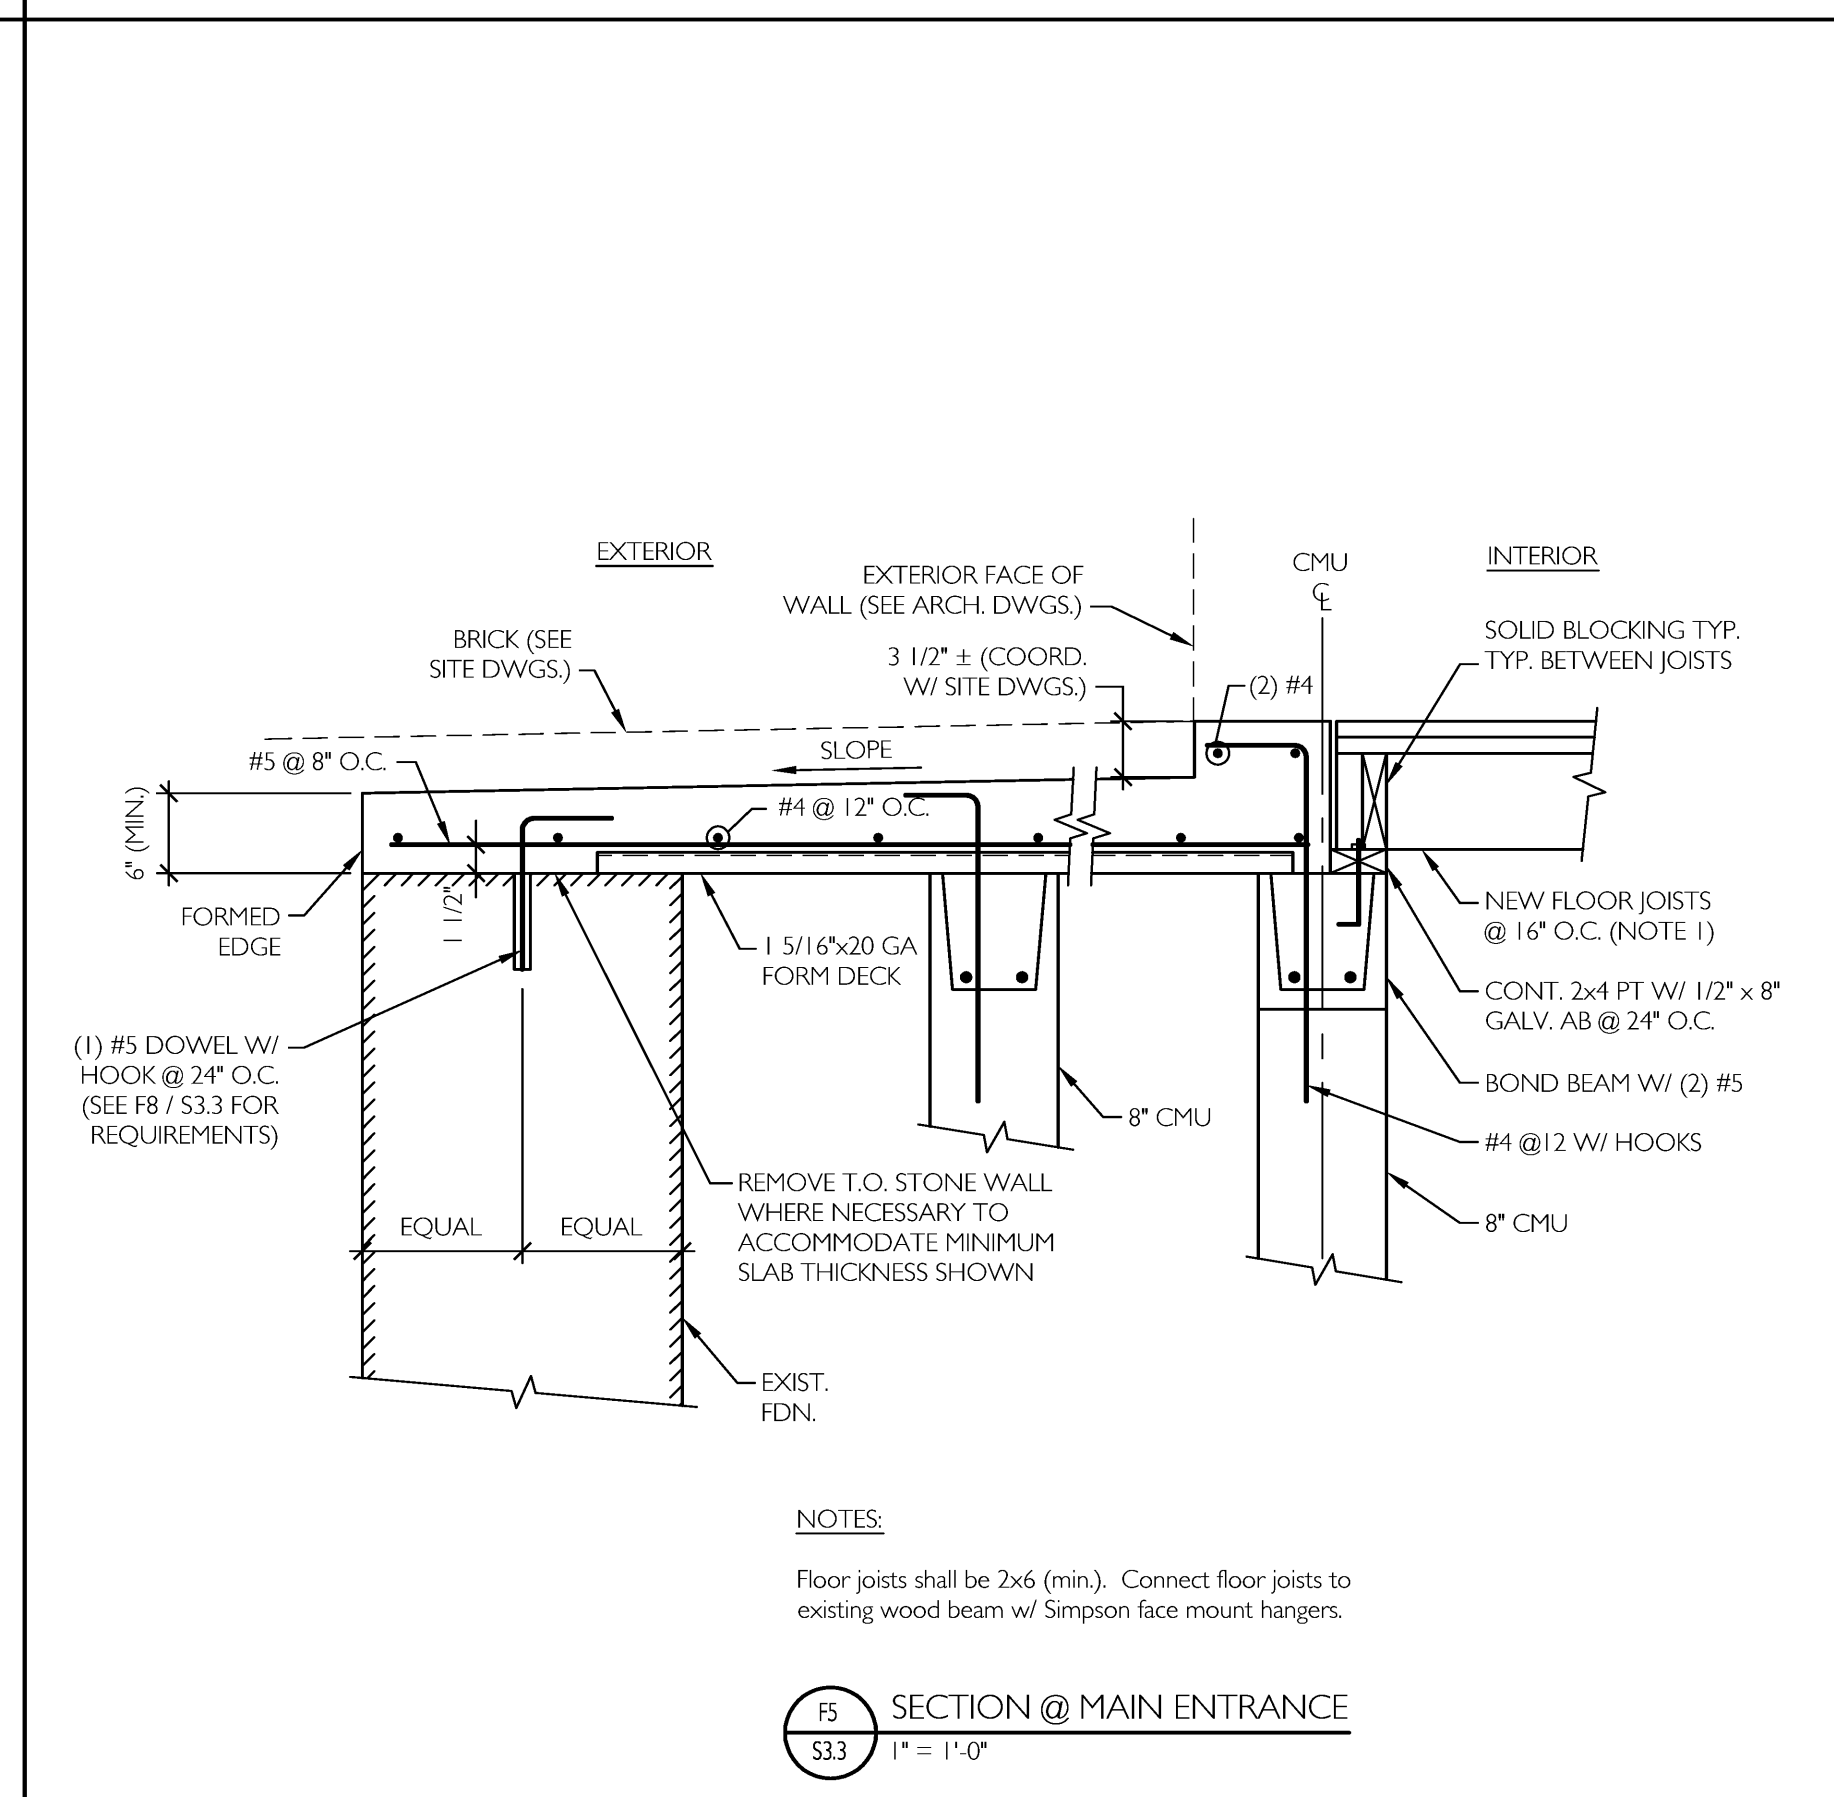 EXTERIOR
EXTERIOR FACE OF
WALL (SEE ARCH. DWGS.)
CMU
℄
INTERIOR
BRICK (SEE
SITE DWGS.)
3 1/2" ± (COORD.
W/ SITE DWGS.)
(2) #4
SOLID BLOCKING TYP.
TYP. BETWEEN JOISTS
#5 @ 8" O.C.
SLOPE
6" (MIN.)
#4 @ 12" O.C.
FORMED
EDGE
1 1/2"
1 5/16"x20 GA
FORM DECK
NEW FLOOR JOISTS
@ 16" O.C. (NOTE 1)
CONT. 2x4 PT W/ 1/2" x 8"
GALV. AB @ 24" O.C.
(1) #5 DOWEL W/
HOOK @ 24" O.C.
(SEE F8 / S3.3 FOR
REQUIREMENTS)
8" CMU
BOND BEAM W/ (2) #5
#4 @12 W/ HOOKS
8" CMU
REMOVE T.O. STONE WALL
WHERE NECESSARY TO
ACCOMMODATE MINIMUM
SLAB THICKNESS SHOWN
EQUAL
EQUAL
EXIST.
FDN.
NOTES:
Floor joists shall be 2x6 (min.). Connect floor joists to
existing wood beam w/ Simpson face mount hangers.
F5
S3.3
SECTION @ MAIN ENTRANCE
1" = 1'-0"